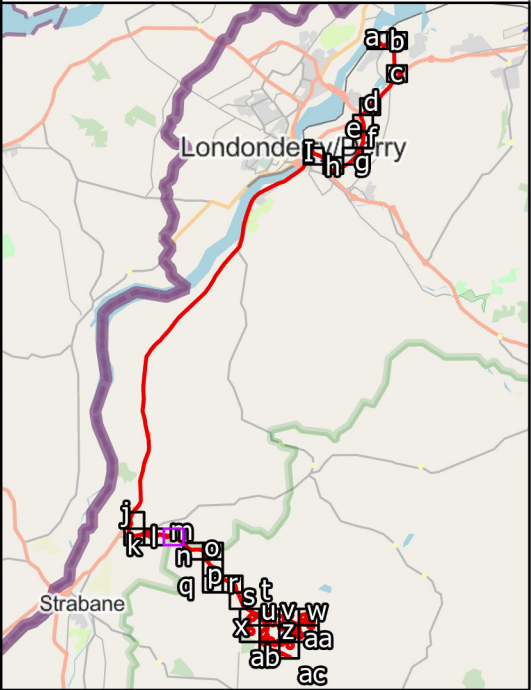 a b
c
d
e f
Londonderry/Derry
I h g
j
k l m
n o
p
q r
s t
u v w
x z aa
ab
ac
Strabane